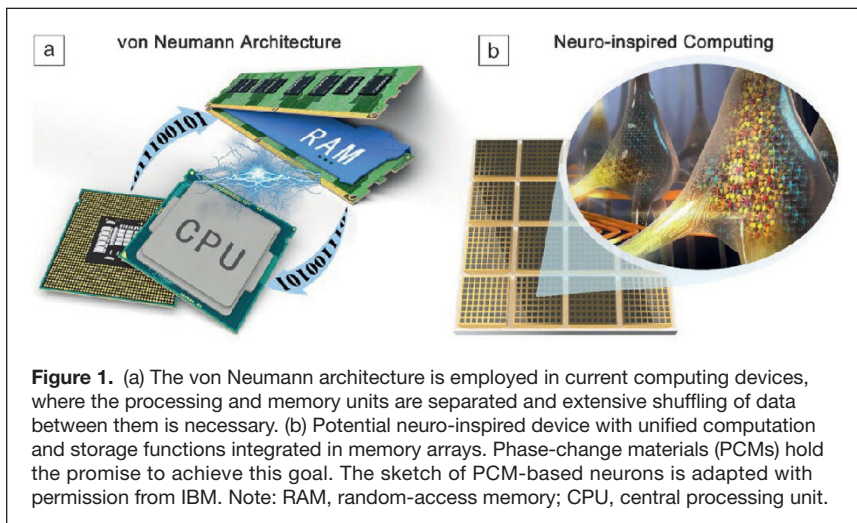 a
von Neumann Architecture
b
Neuro-inspired Computing
111100101
RAM
CPU
111100101
Figure 1. (a) The von Neumann architecture is employed in current computing devices,
where the processing and memory units are separated and extensive shuffling of data
between them is necessary. (b) Potential neuro-inspired device with unified computation
and storage functions integrated in memory arrays. Phase-change materials (PCMs) hold
the promise to achieve this goal. The sketch of PCM-based neurons is adapted with
permission from IBM. Note: RAM, random-access memory; CPU, central processing unit.